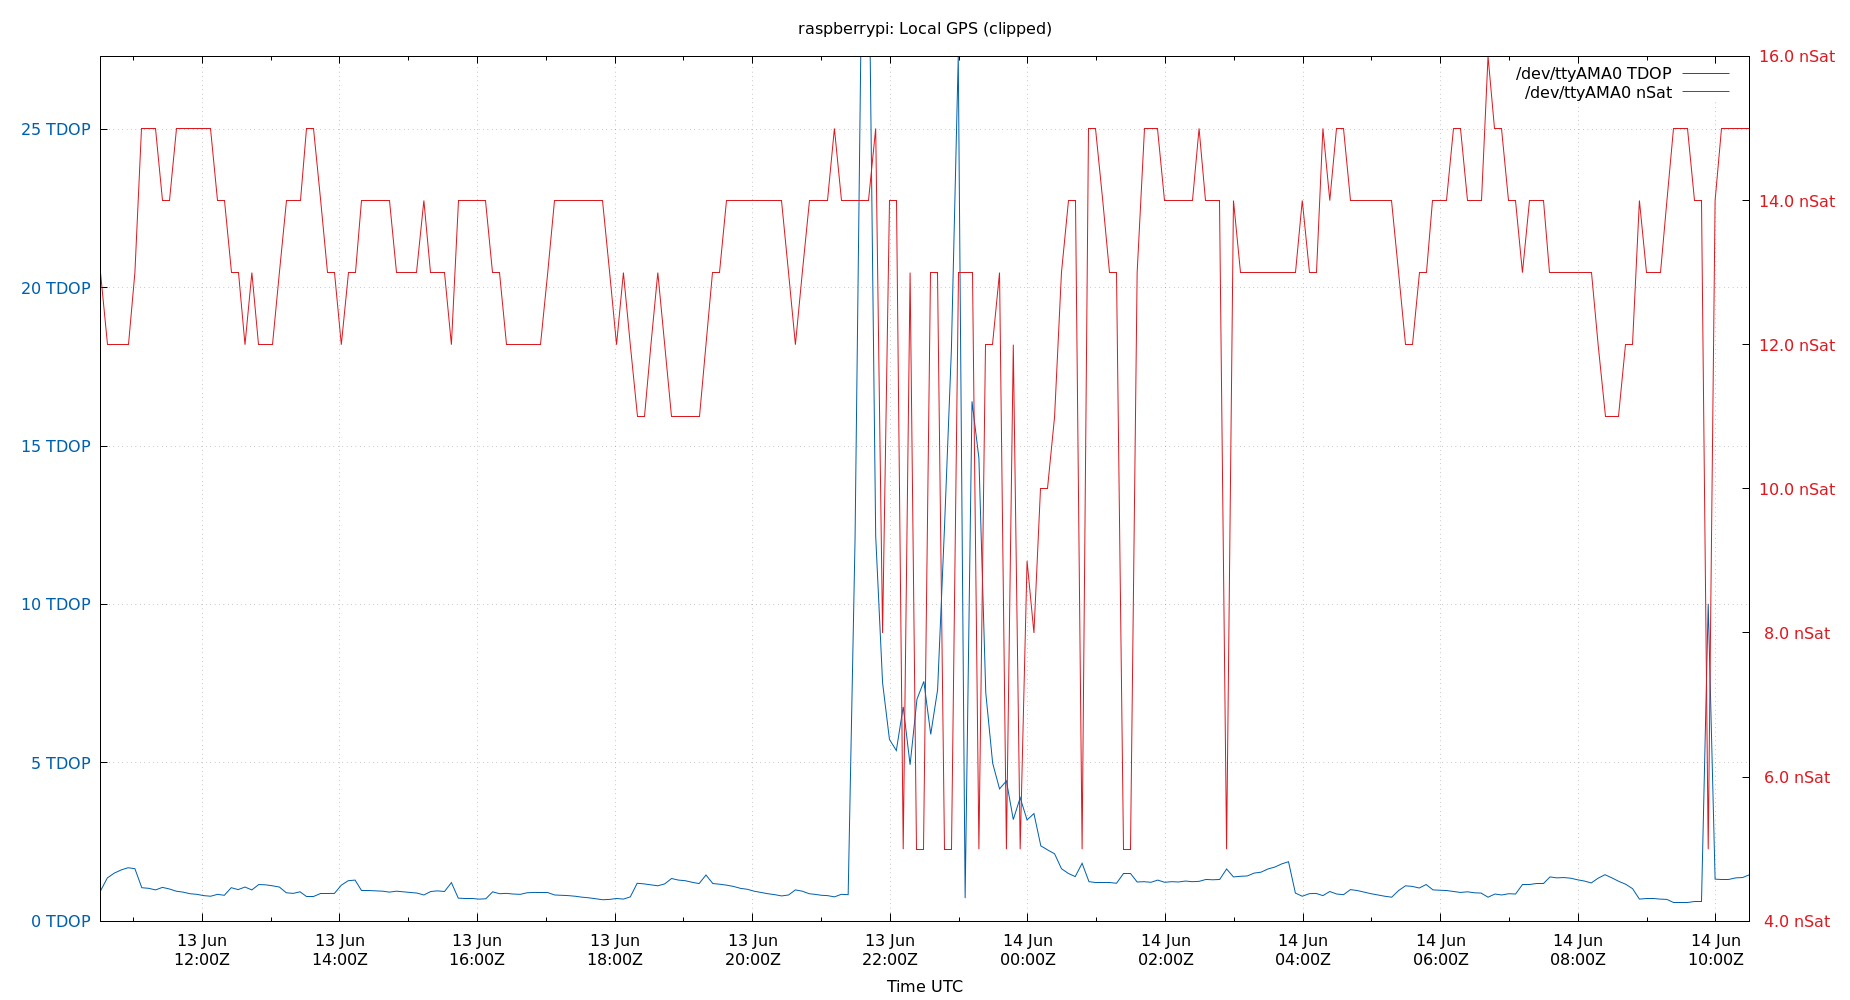 raspberrypi: Local GPS (clipped)
/dev/ttyAMA0 TDOP
/dev/ttyAMA0 nSat
25 TDOP
20 TDOP
15 TDOP
10 TDOP
5 TDOP
0 TDOP
16.0 nSat
14.0 nSat
12.0 nSat
10.0 nSat
8.0 nSat
6.0 nSat
4.0 nSat
13 Jun
12:00Z
13 Jun
14:00Z
13 Jun
16:00Z
13 Jun
18:00Z
13 Jun
20:00Z
13 Jun
22:00Z
14 Jun
00:00Z
14 Jun
02:00Z
14 Jun
04:00Z
14 Jun
06:00Z
14 Jun
08:00Z
14 Jun
10:00Z
Time UTC